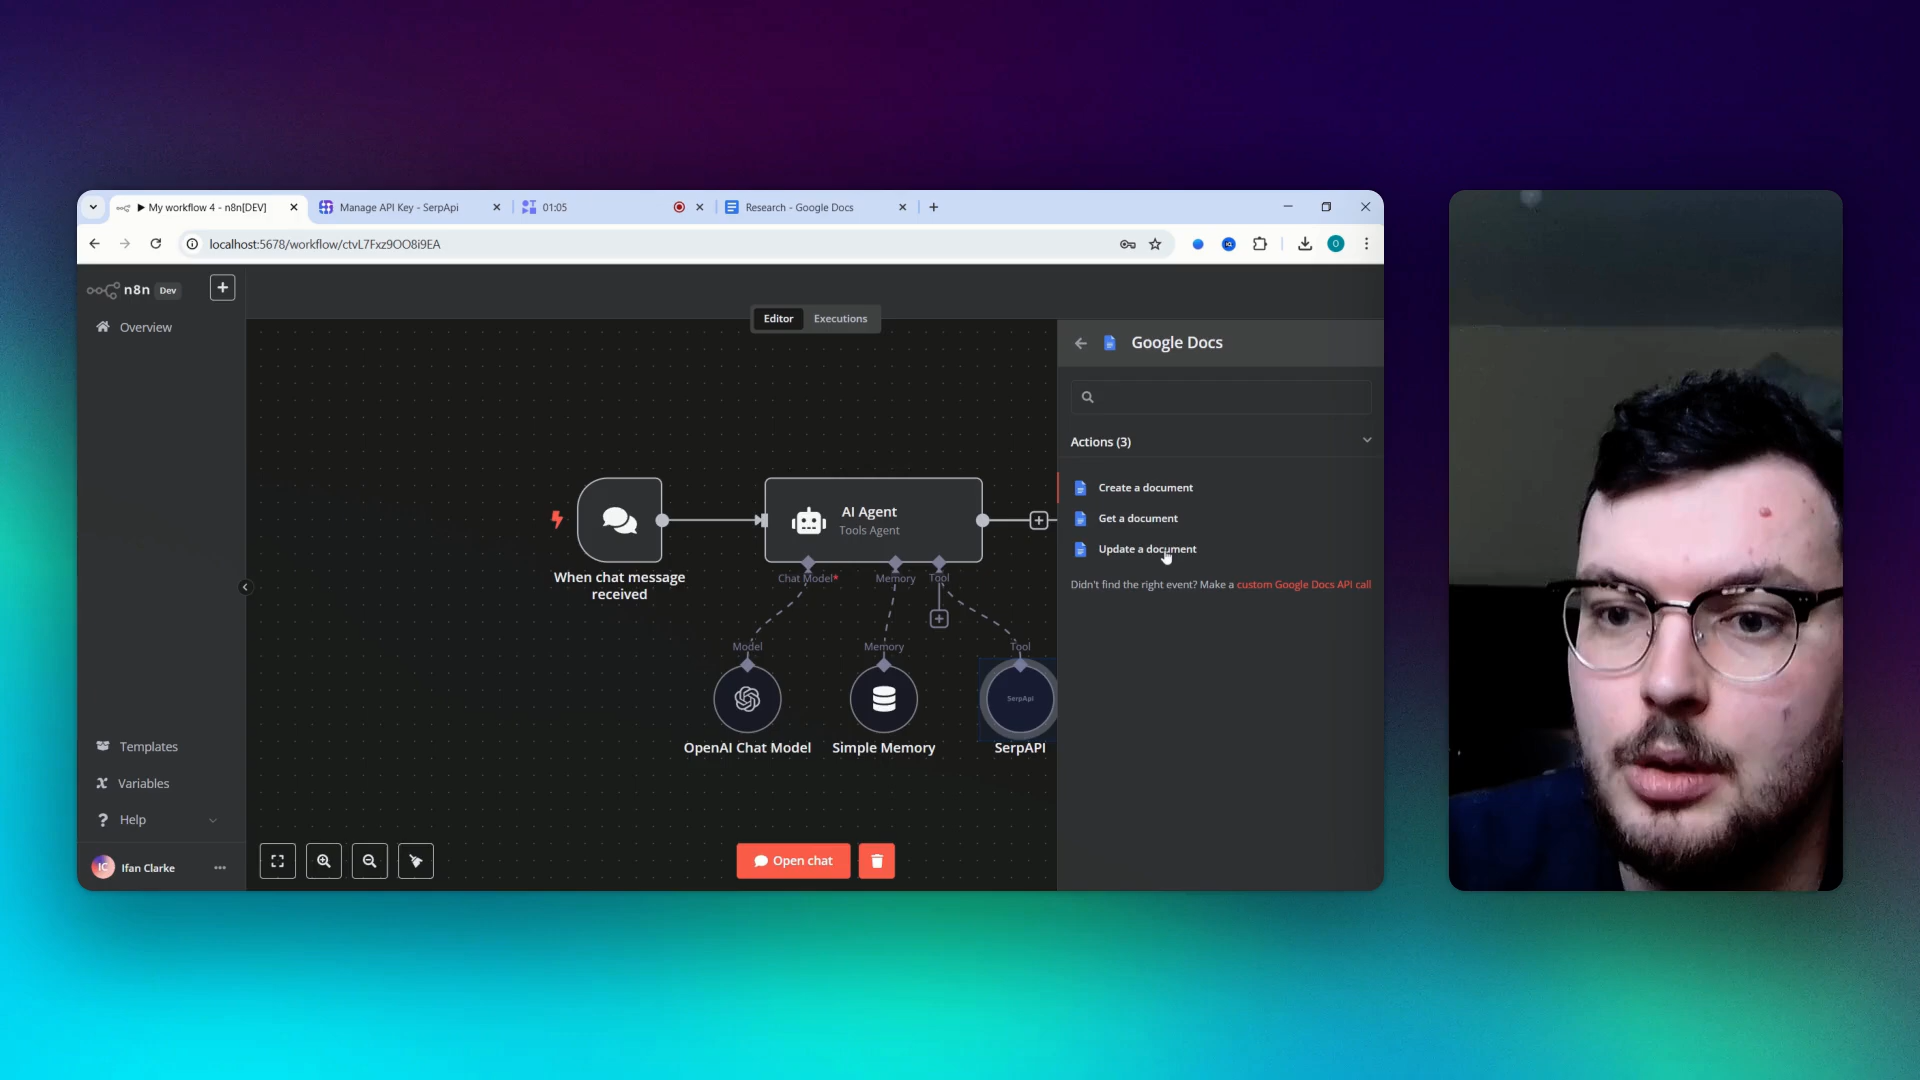 My workflow 4 - n8n[DEV]
Manage API Key - SerpApi
01:05
Research - Google Docs
localhost:5678/workflow/ctvL7Fxz9OO8i9EA
n8n Dev
Overview
Editor
Executions
Google Docs
Actions (3)
Create a document
Get a document
Update a document
Didn't find the right event? Make a custom Google Docs API call
When chat message
received
AI Agent
Tools Agent
Chat Model*
Memory
Tool
Model
Memory
Tool
SerpApi
OpenAI Chat Model
Simple Memory
SerpAPI
Templates
Variables
Help
IC
Ifan Clarke
Open chat
O